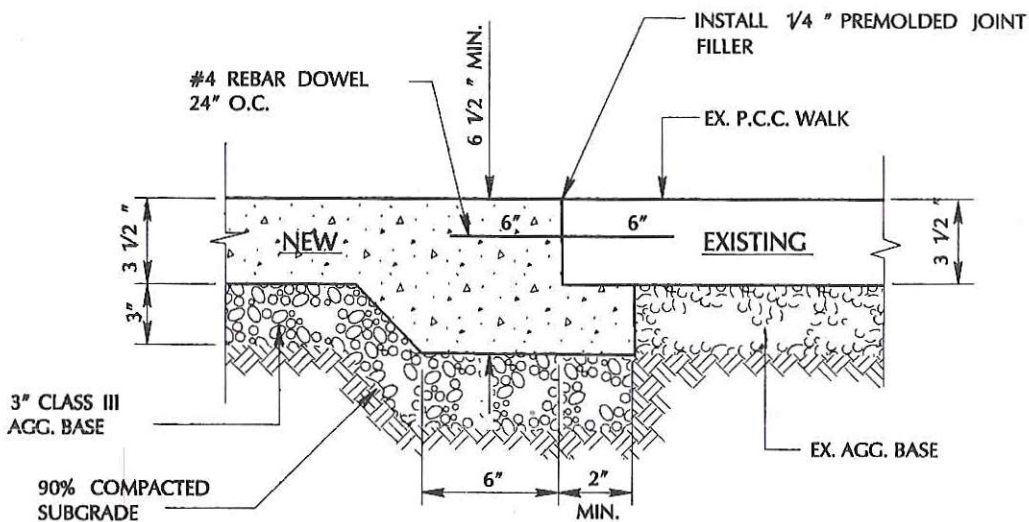 INSTALL 1/4 " PREMOLDED JOINT
FILLER
#4 REBAR DOWEL
24" O.C.
6 1/2 " MIN.
EX. P.C.C. WALK
3 1/2 "
NEW
6"
6"
EXISTING
3 1/2 "
3"
3" CLASS III
AGG. BASE
EX. AGG. BASE
90% COMPACTED
SUBGRADE
6"
2"
MIN.